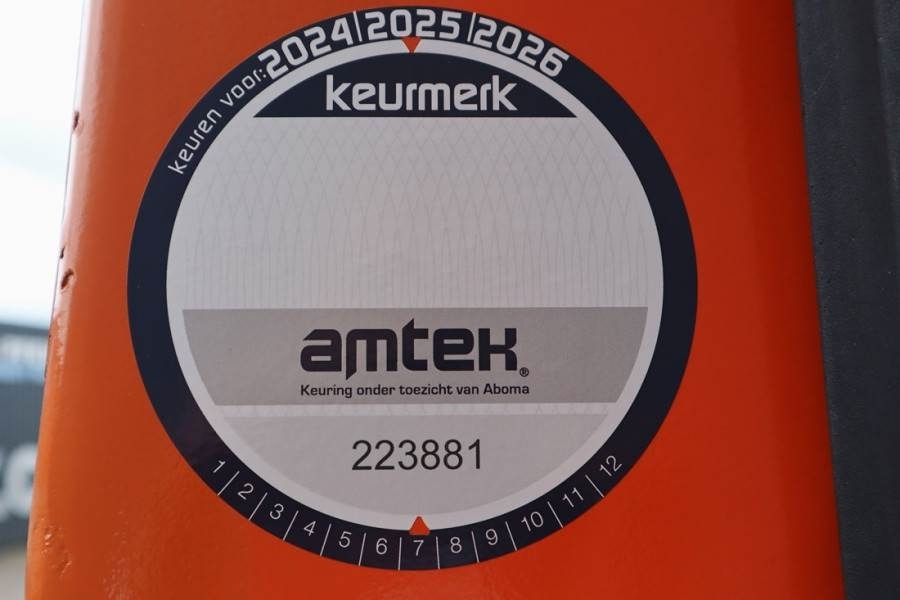 keuren voor: 2024|2025|2026
keurmerk
amtek®
Keuring onder toezicht van Aboma
223881
1|2|3|4|5|6|7|8|9|10|11|12